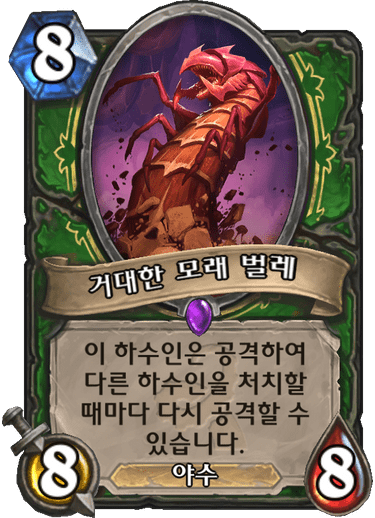 8
거대한 모래 벌레
이 하수인은 공격하여
다른 하수인을 처치할
때마다 다시 공격할 수
있습니다.
8
야수
8